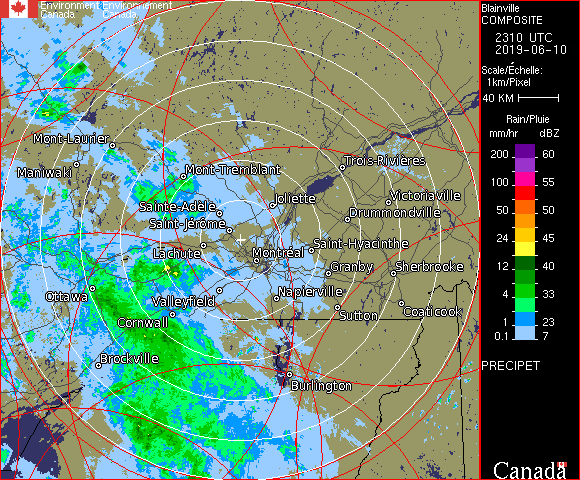 Environment Environnement
Canada Canada
Blainville
COMPOSITE
2310 UTC
2019-06-10
Scale/Échelle:
1km/Pixel
40 KM
Rain/Pluie
mm/hr dBZ
200 60
100 55
50 50
24 45
12 40
4 33
1 23
0.1 7
PRECIPET
Canada
Mont-Laurier
Maniwaki
Mont-Tremblant
Trois-Rivières
Sainte-Adèle
Joliette
Victoriaville
Drummondville
Saint-Jérôme
Lachute
Montréal
Saint-Hyacinthe
Granby
Sherbrooke
Ottawa
Valleyfield
Napierville
Cornwall
Sutton
Coaticook
Brockville
Burlington